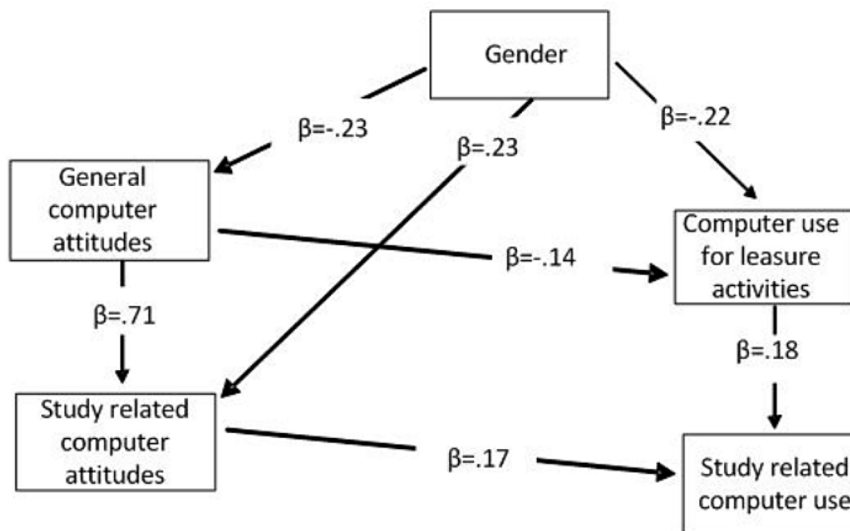 Gender
β=-.23
β=.23
β=-.22
General
computer
attitudes
Computer use
for leasure
activities
β=-.14
β=.71
β=.18
Study related
computer
attitudes
β=.17
Study related
computer use